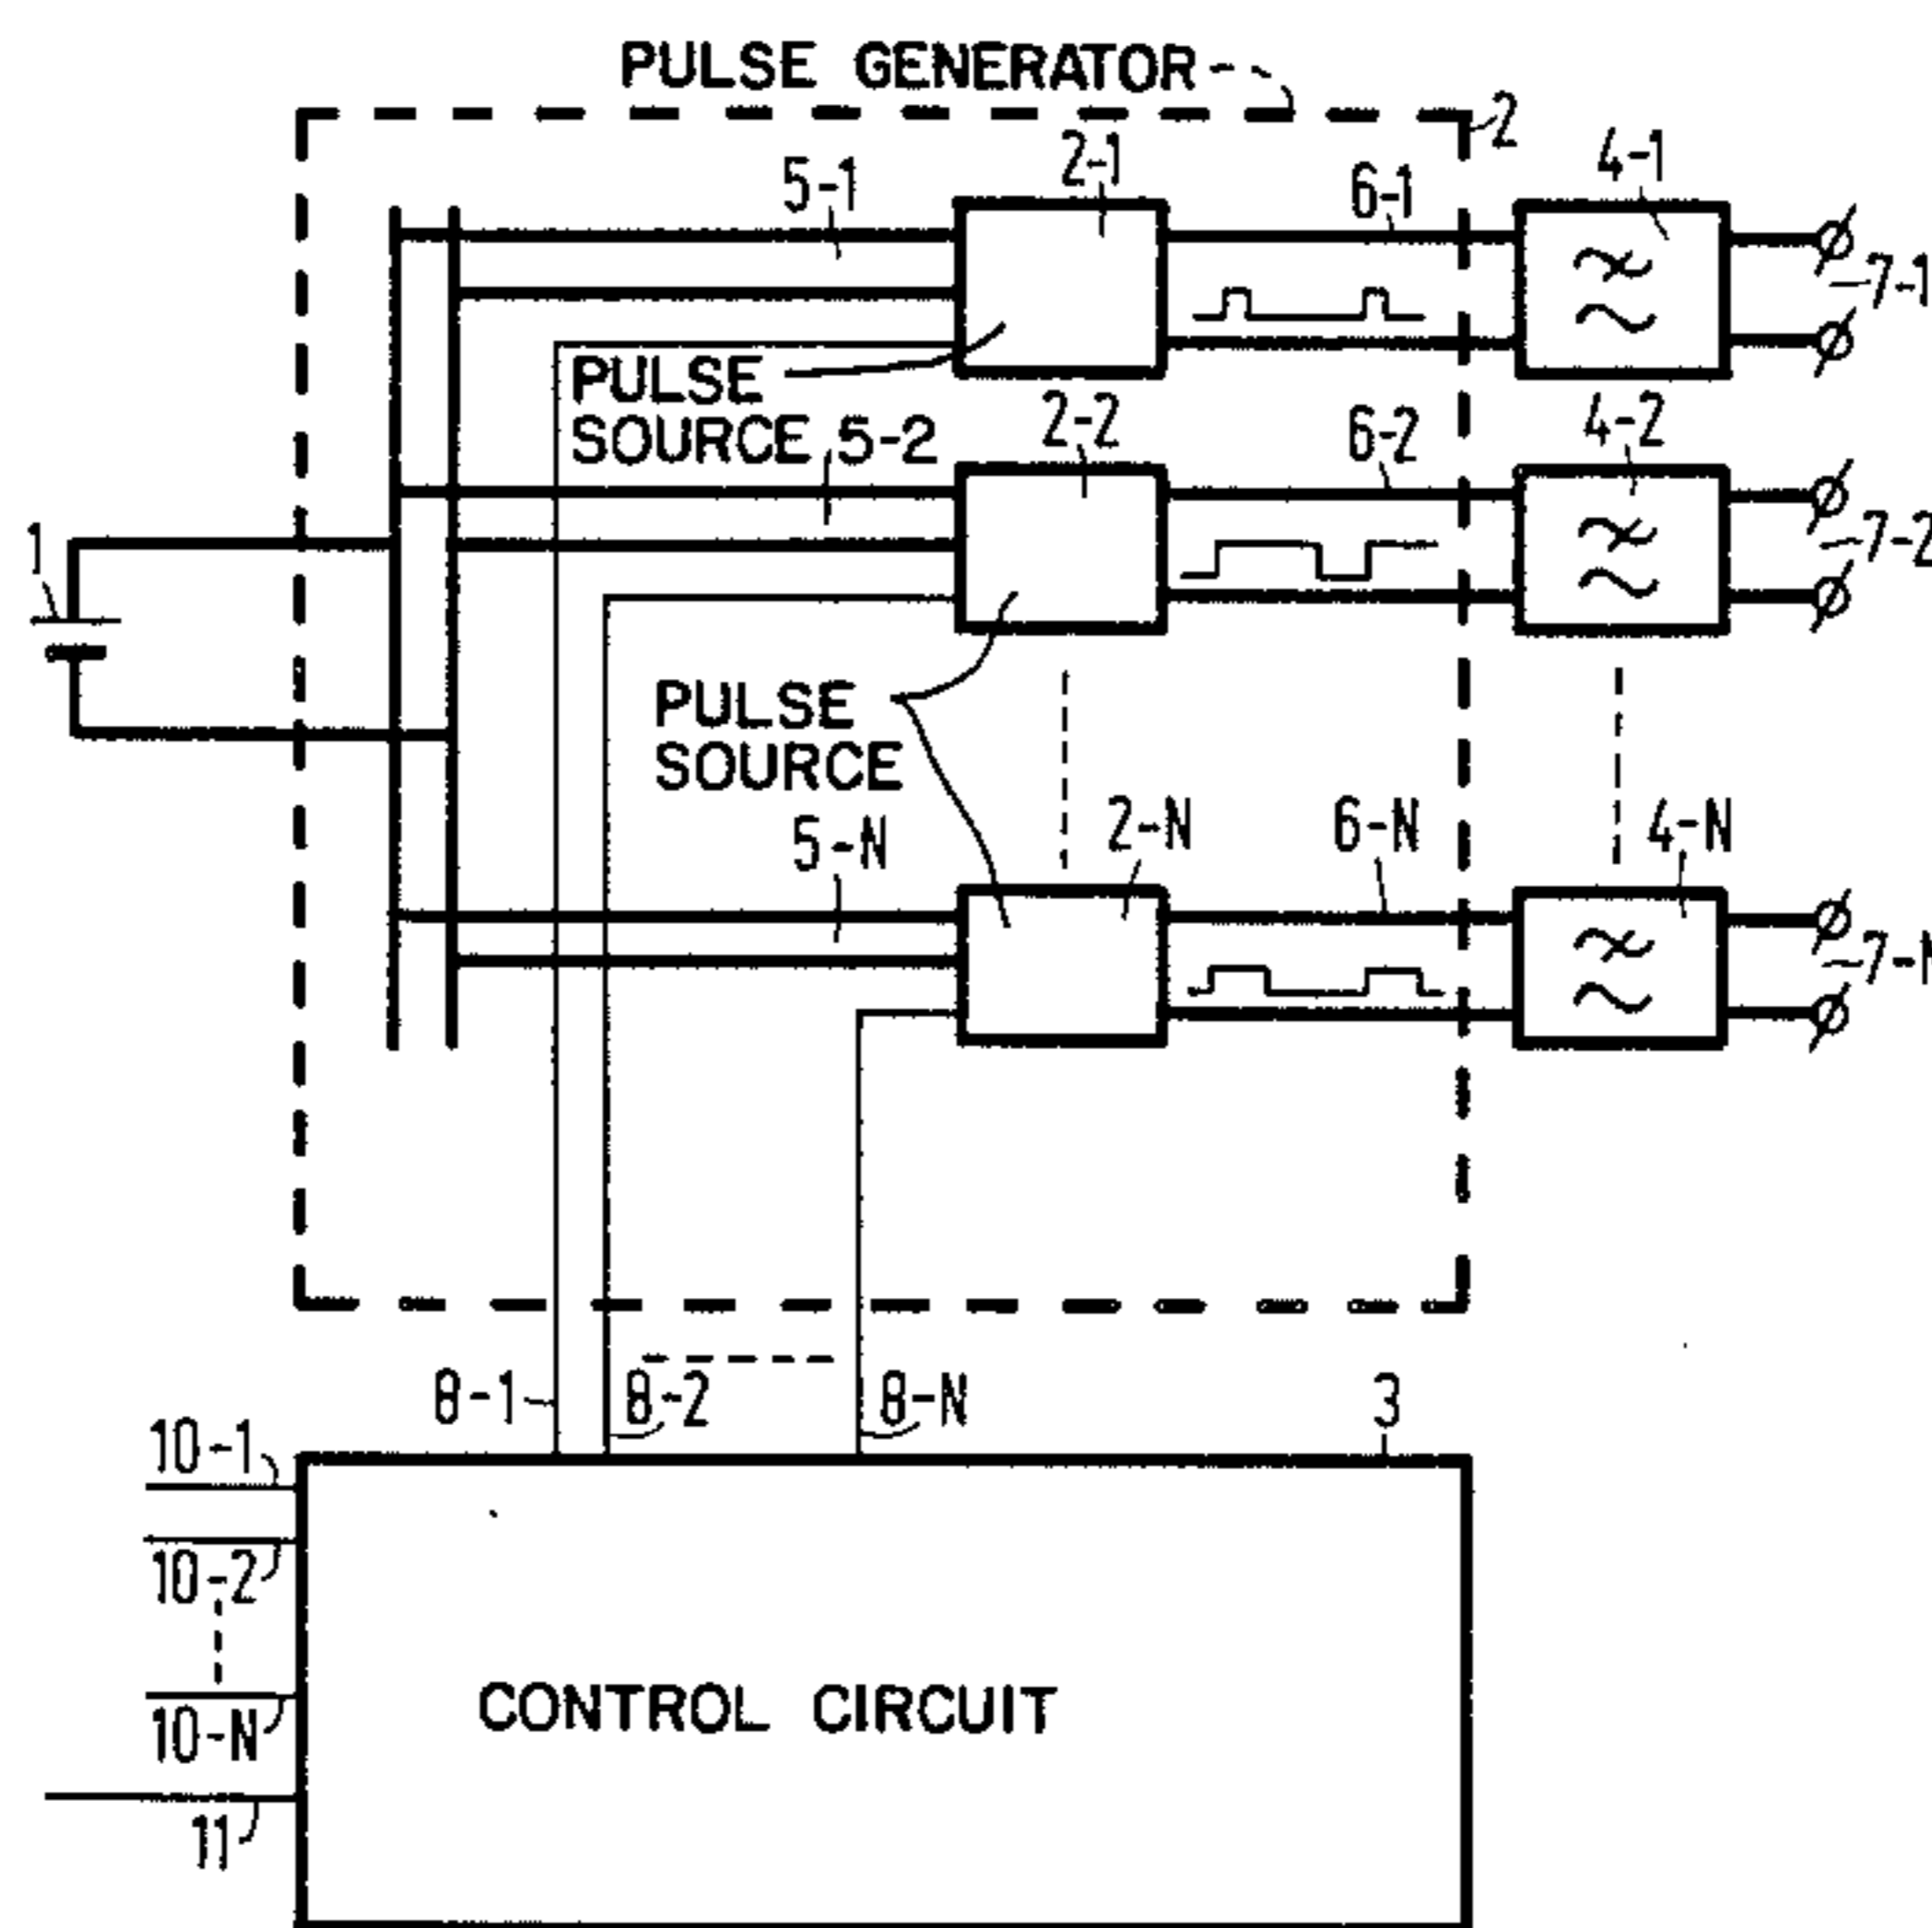 PULSE GENERATOR
2
5-1
2-1
6-1
4-1
7-1
PULSE
SOURCE
5-2
2-2
6-2
4-2
7-2
1
PULSE
SOURCE
5-N
2-N
6-N
4-N
7-N
8-1
8-2
8-N
3
10-1
10-2
10-N
11
CONTROL CIRCUIT